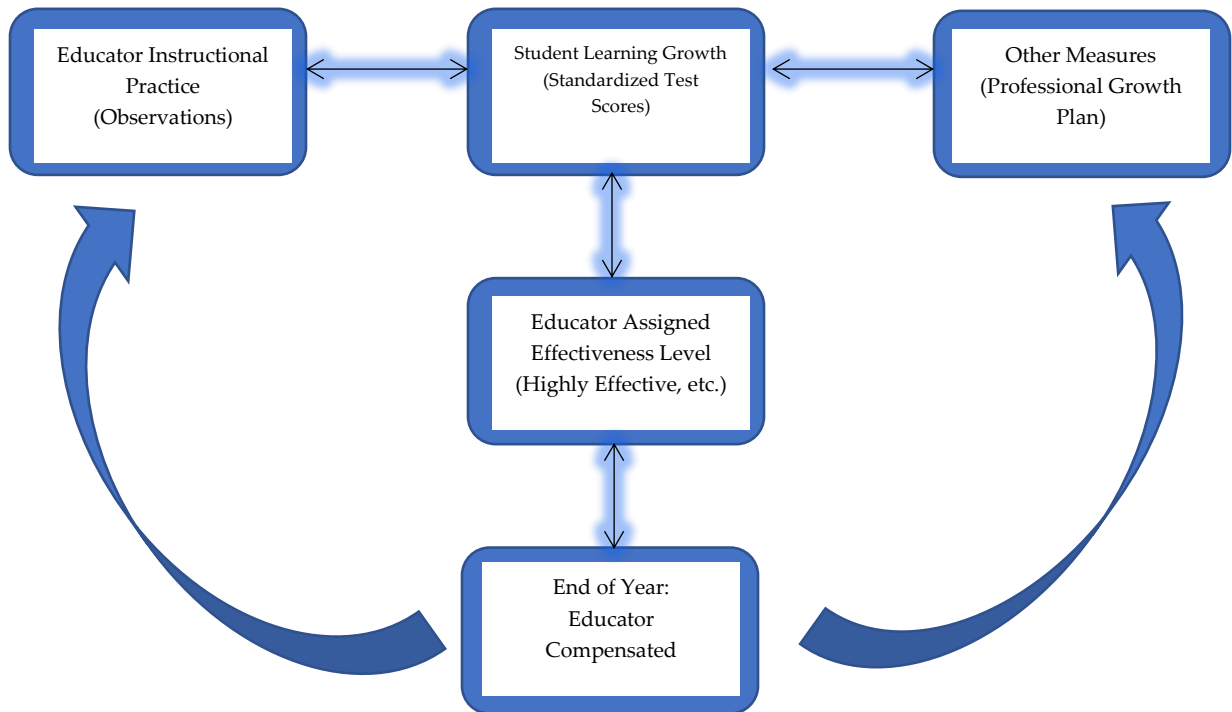 Educator Instructional
Practice
(Observations)
Student Learning Growth
(Standardized Test
Scores)
Other Measures
(Professional Growth
Plan)
Educator Assigned
Effectiveness Level
(Highly Effective, etc.)
End of Year:
Educator
Compensated